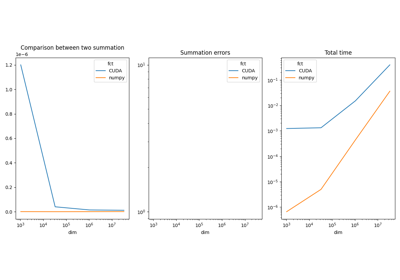 Comparison between two summation
1e−6
fct
CUDA
numpy
1.2
1.0
0.8
0.6
0.4
0.2
0.0
10³ 10⁴ 10⁵ 10⁶ 10⁷
dim
Summation errors
fct
CUDA
numpy
10¹
10⁰
10³ 10⁴ 10⁵ 10⁶ 10⁷
dim
Total time
fct
CUDA
numpy
10⁻¹
10⁻²
10⁻³
10⁻⁴
10⁻⁵
10⁻⁶
10³ 10⁴ 10⁵ 10⁶ 10⁷
dim